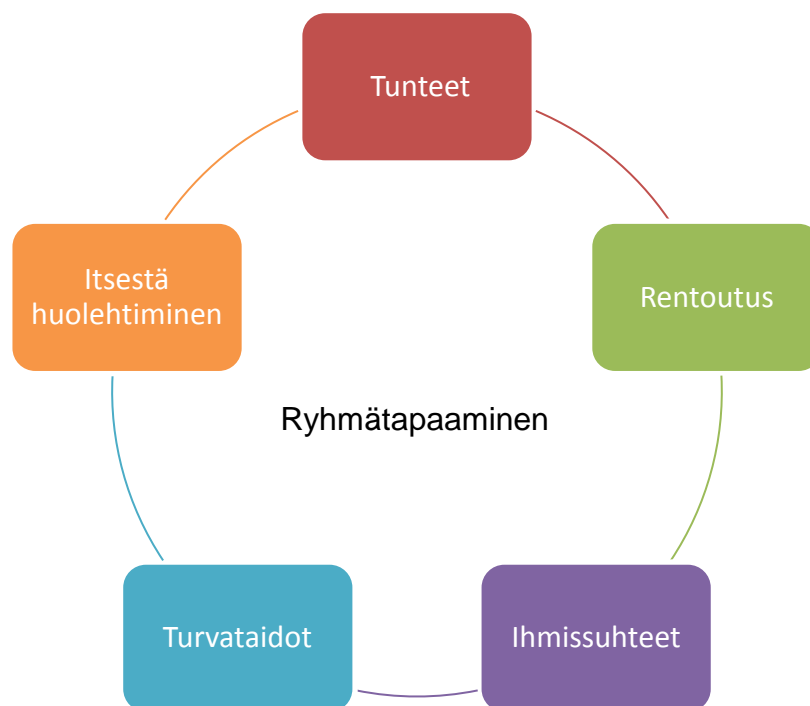 Tunteet
Rentoutus
Itsestä
huolehtiminen
Ryhmätapaaminen
Turvataidot
Ihmissuhteet